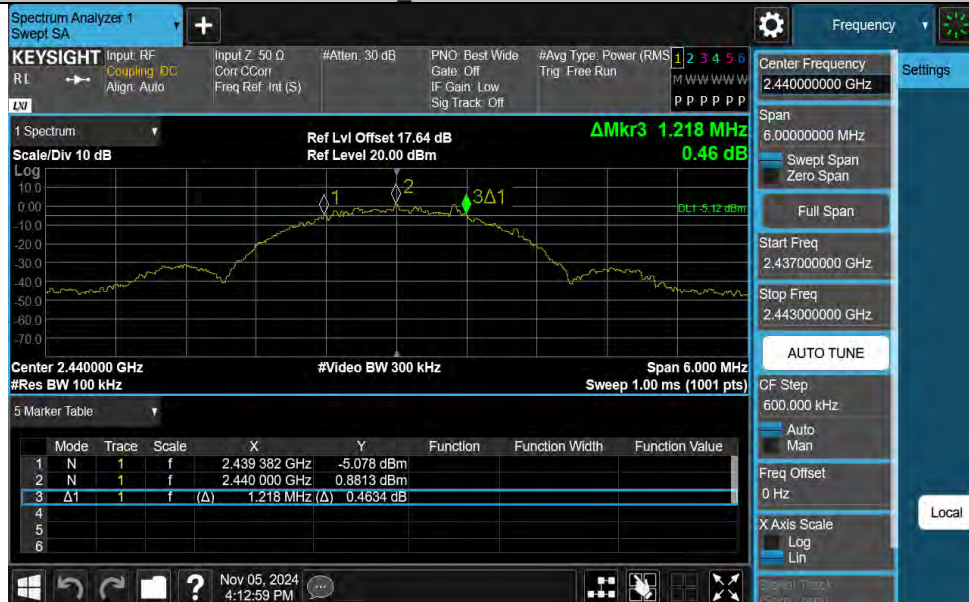 Spectrum Analyzer 1
Swept SA
+
Frequency
KEYSIGHT
RL
LXI
Input: RF
Coupling: DC
Align: Auto
Input Z: 50 Ω
Corr CCorr
Freq Ref: Int (S)
#Atten: 30 dB
PNO: Best Wide
Gate: Off
IF Gain: Low
Sig Track: Off
#Avg Type: Power (RMS
Trig: Free Run
1 2 3 4 5 6
M W W W W W
P P P P P P
1 Spectrum
Scale/Div 10 dB
Ref Lvl Offset 17.64 dB
Ref Level 20.00 dBm
ΔMkr3 1.218 MHz
0.46 dB
Log
10.0
0.00
-10.0
-20.0
-30.0
-40.0
-50.0
-60.0
-70.0
1
2
3Δ1
DL1 -5.12 dBm
Center 2.440000 GHz
#Video BW 300 kHz
Span 6.000 MHz
#Res BW 100 kHz
Sweep 1.00 ms (1001 pts)
5 Marker Table
Mode Trace Scale X Y Function Function Width Function Value
1 N 1 f 2.439 382 GHz -5.078 dBm
2 N 1 f 2.440 000 GHz 0.8813 dBm
3 Δ1 1 f (Δ) 1.218 MHz (Δ) 0.4634 dB
4
5
6
?
Nov 05, 2024
4:12:59 PM
Center Frequency
2.440000000 GHz
Span
6.00000000 MHz
Swept Span
Zero Span
Full Span
Start Freq
2.437000000 GHz
Stop Freq
2.443000000 GHz
AUTO TUNE
CF Step
600.000 kHz
Auto
Man
Freq Offset
0 Hz
X Axis Scale
Log
Lin
Signal Track
Settings
Local